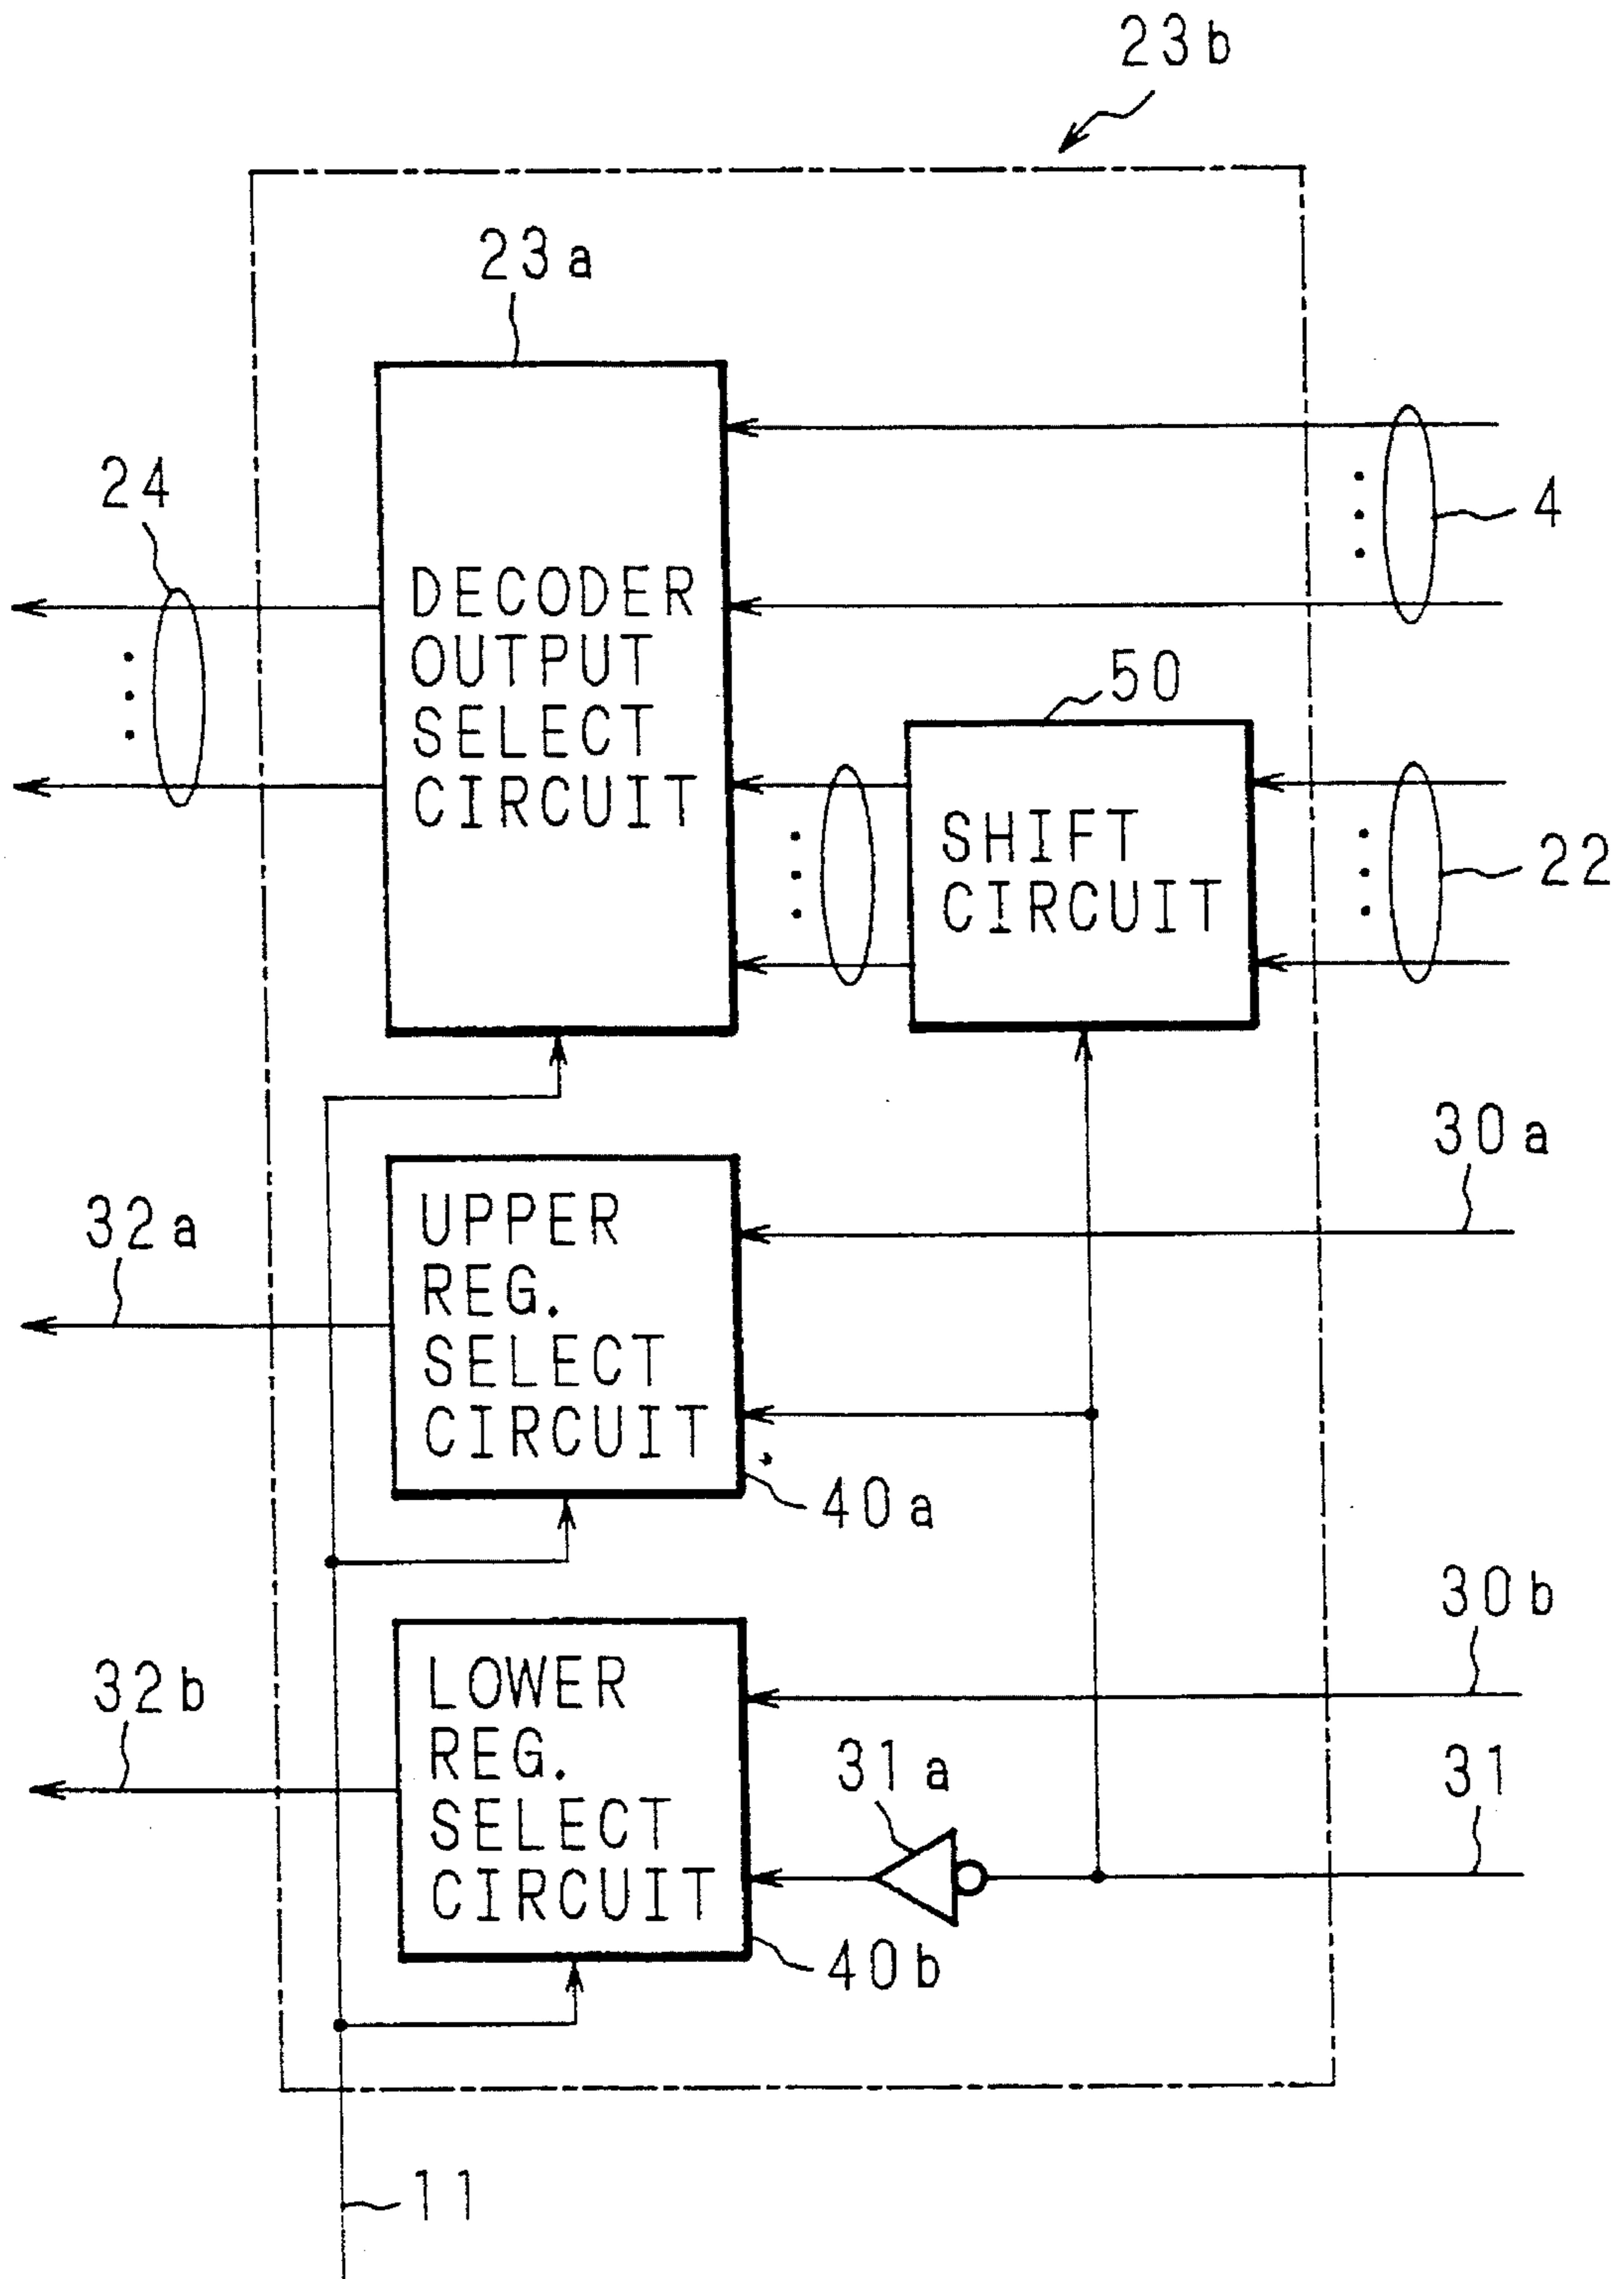 23b
23a
24
4
DECODER
OUTPUT
SELECT
CIRCUIT
50
SHIFT
CIRCUIT
22
30a
32a
UPPER
REG.
SELECT
CIRCUIT
40a
30b
32b
LOWER
REG.
SELECT
CIRCUIT
31a
31
40b
11